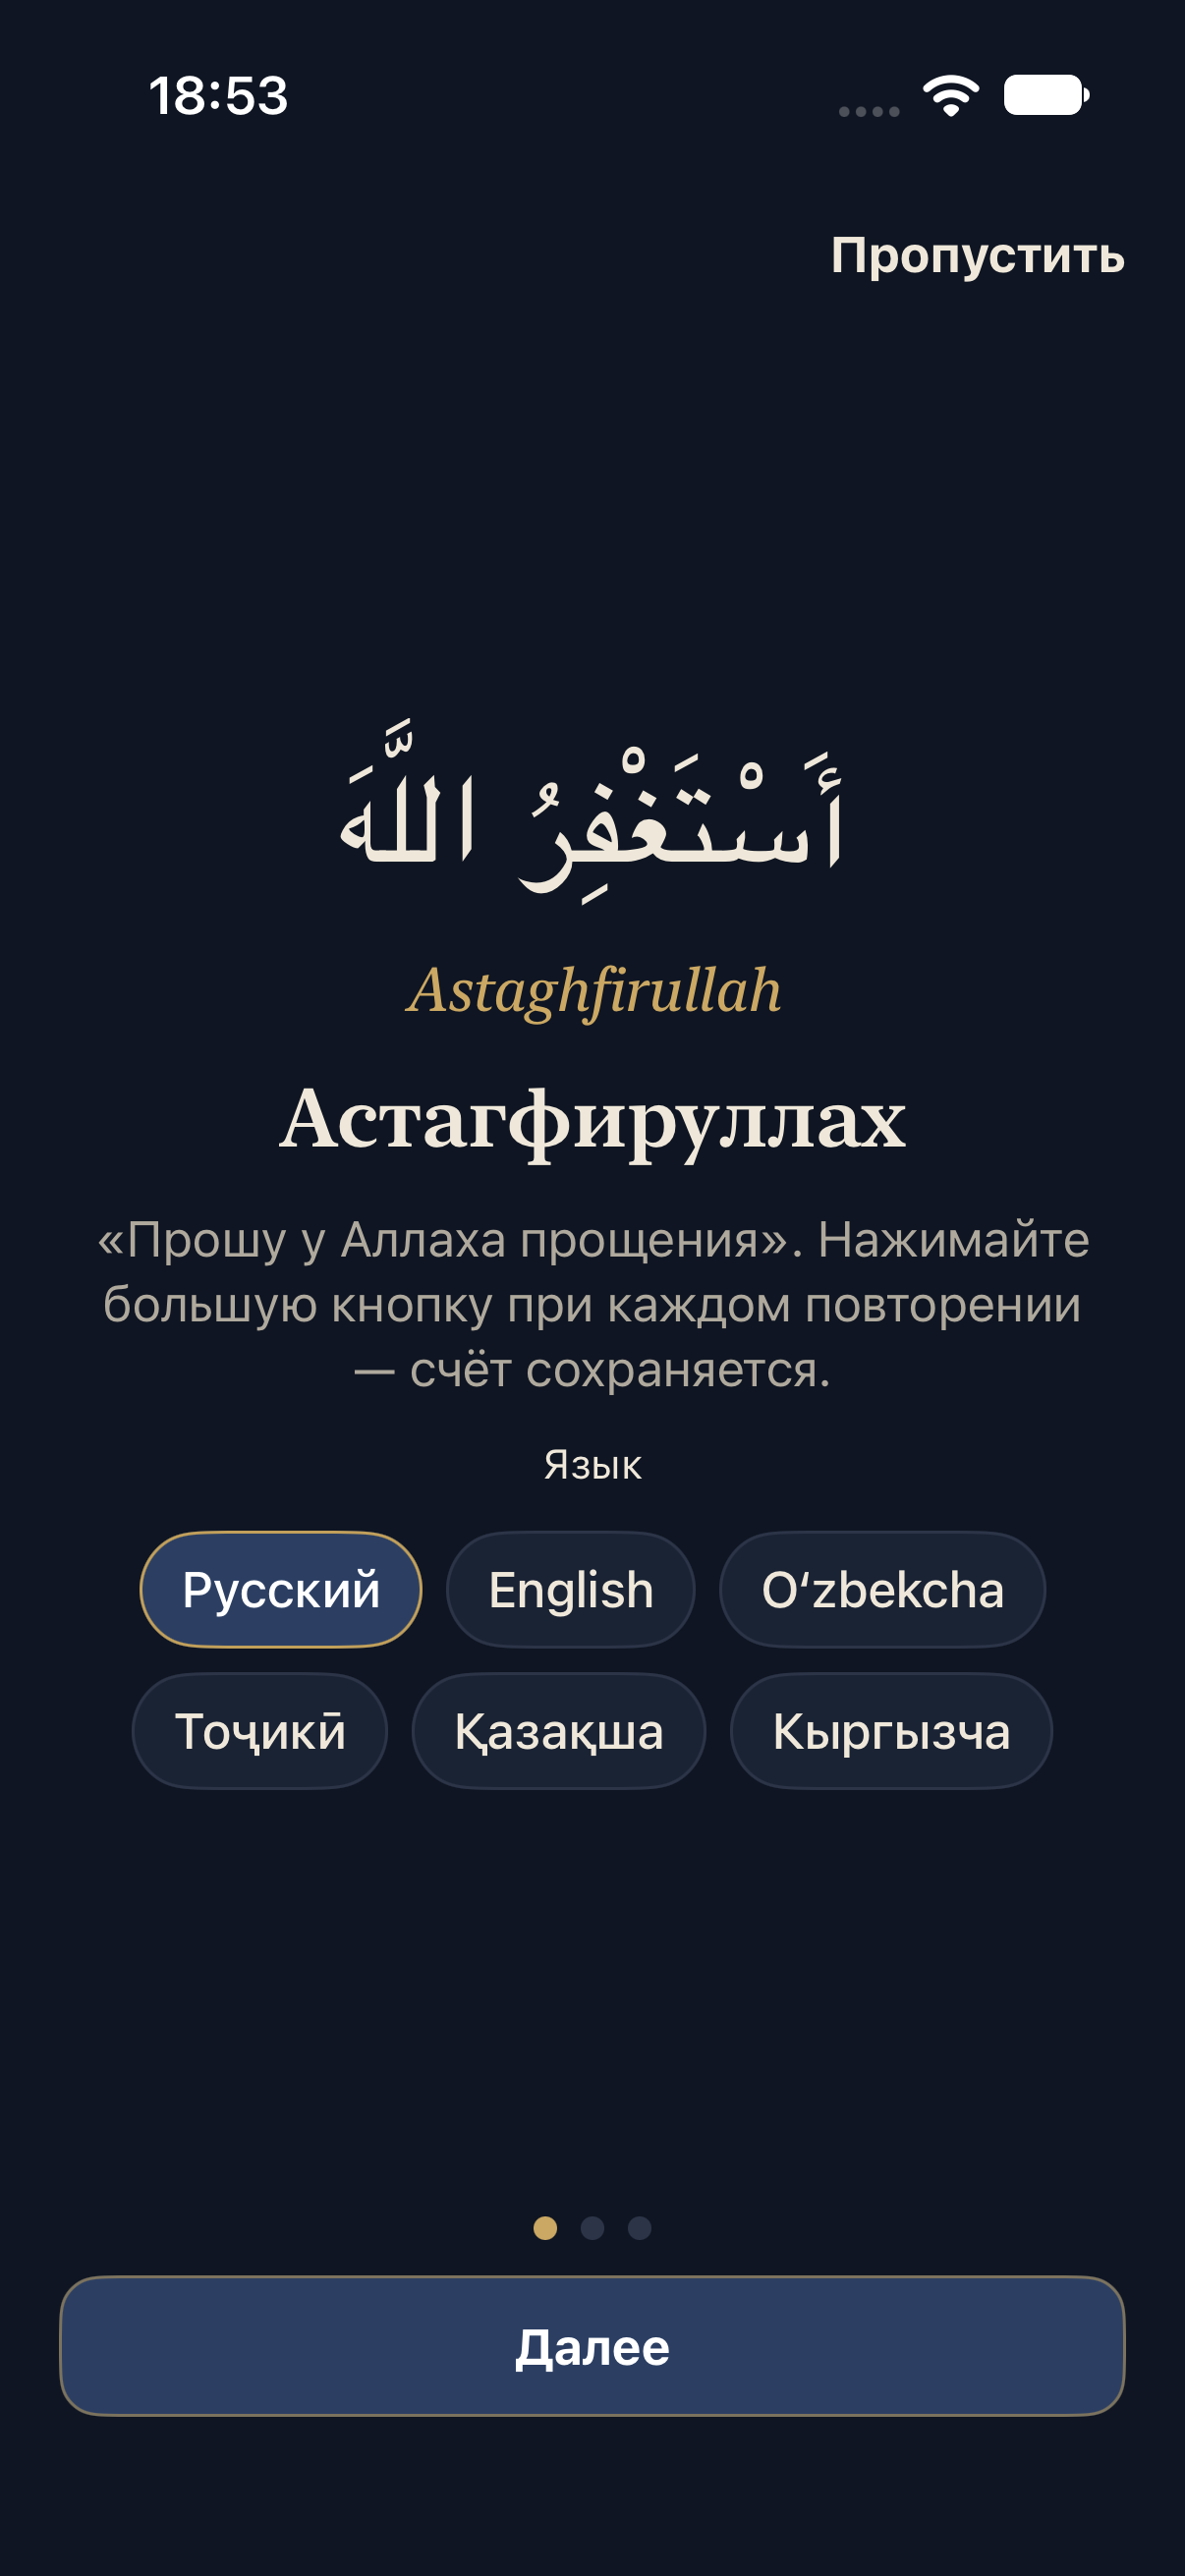 18:53
Пропустить
أَسْتَغْفِرُ اللَّهَ
Astaghfirullah
Астагфируллах
«Прошу у Аллаха прощения». Нажимайте
большую кнопку при каждом повторении
— счёт сохраняется.
Язык
Русский English Oʻzbekcha
Тоҷикӣ Қазақша Кыргызча
Далее